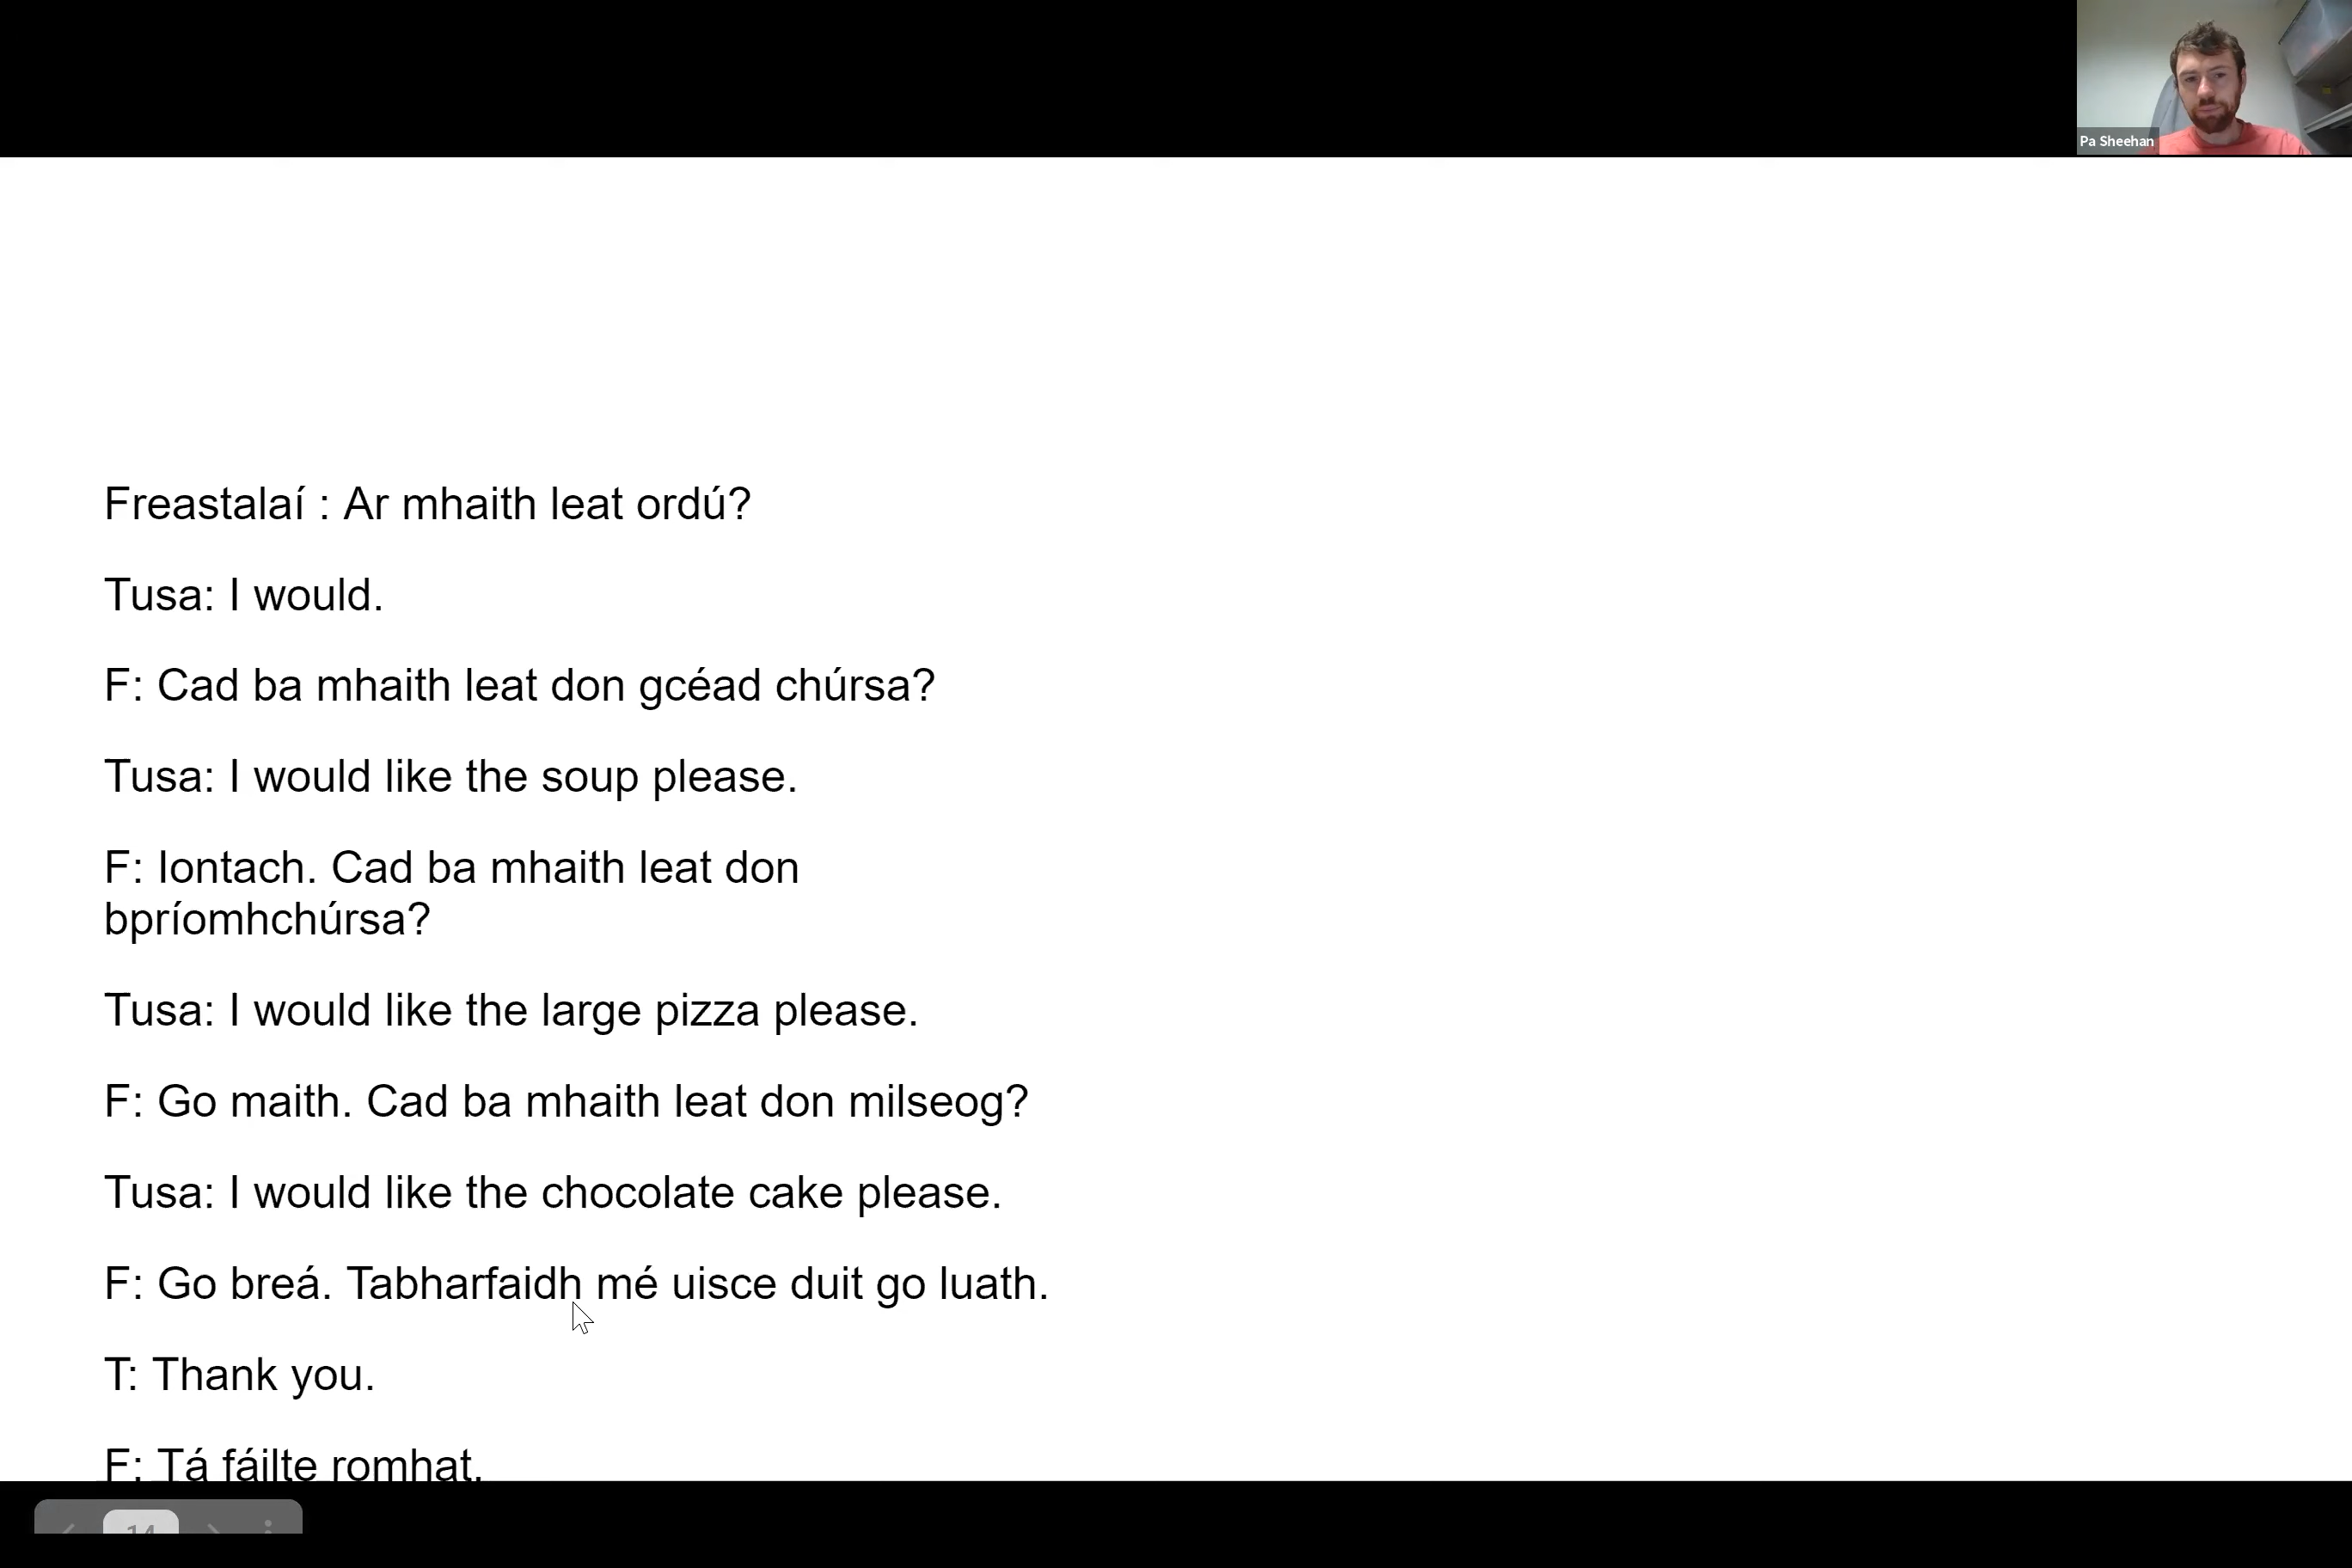 Pa Sheehan
Freastalaí : Ar mhaith leat ordú?
Tusa: I would.
F: Cad ba mhaith leat don gcéad chúrsa?
Tusa: I would like the soup please.
F: Iontach. Cad ba mhaith leat don
bpríomhchúrsa?
Tusa: I would like the large pizza please.
F: Go maith. Cad ba mhaith leat don milseog?
Tusa: I would like the chocolate cake please.
F: Go breá. Tabharfaidh mé uisce duit go luath.
T: Thank you.
F: Tá fáilte romhat.
14